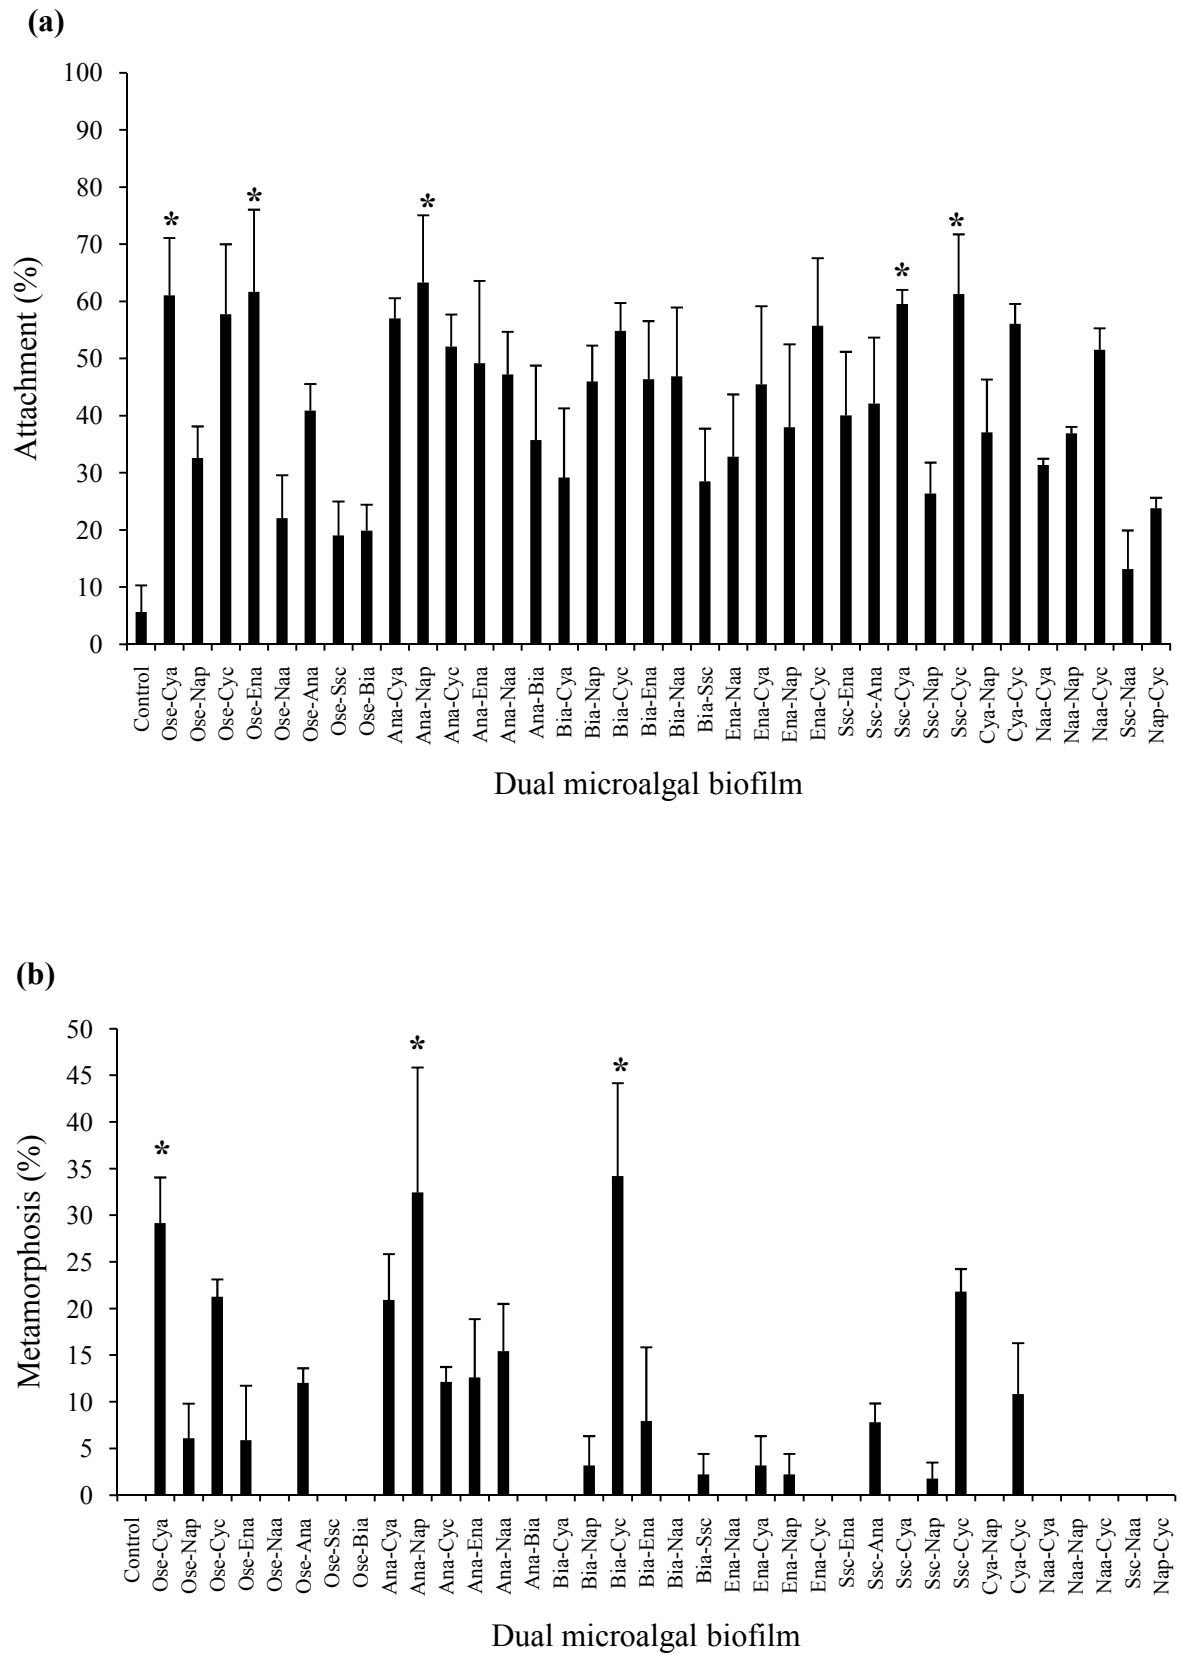 (a)
100
90
80
70
60
50
40
30
20
10
0
Attachment (%)
* * * * *
Control Ose-Cya Ose-Nap Ose-Cyc Ose-Ena Ose-Naa Ose-Ana Ose-Ssc Ose-Bia Ana-Cya Ana-Nap Ana-Cyc Ana-Ena Ana-Naa Ana-Bia Bia-Cya Bia-Nap Bia-Cyc Bia-Ena Bia-Naa Bia-Ssc Ena-Naa Ena-Cya Ena-Nap Ena-Cyc Ssc-Ena Ssc-Ana Ssc-Cya Ssc-Nap Ssc-Cyc Cya-Nap Cya-Cyc Naa-Cya Naa-Nap Naa-Cyc Ssc-Naa Nap-Cyc
Dual microalgal biofilm
(b)
50
45
40
35
30
25
20
15
10
5
0
Metamorphosis (%)
* * *
Control Ose-Cya Ose-Nap Ose-Cyc Ose-Ena Ose-Naa Ose-Ana Ose-Ssc Ose-Bia Ana-Cya Ana-Nap Ana-Cyc Ana-Ena Ana-Naa Ana-Bia Bia-Cya Bia-Nap Bia-Cyc Bia-Ena Bia-Naa Bia-Ssc Ena-Naa Ena-Cya Ena-Nap Ena-Cyc Ssc-Ena Ssc-Ana Ssc-Cya Ssc-Nap Ssc-Cyc Cya-Nap Cya-Cyc Naa-Cya Naa-Nap Naa-Cyc Ssc-Naa Nap-Cyc
Dual microalgal biofilm